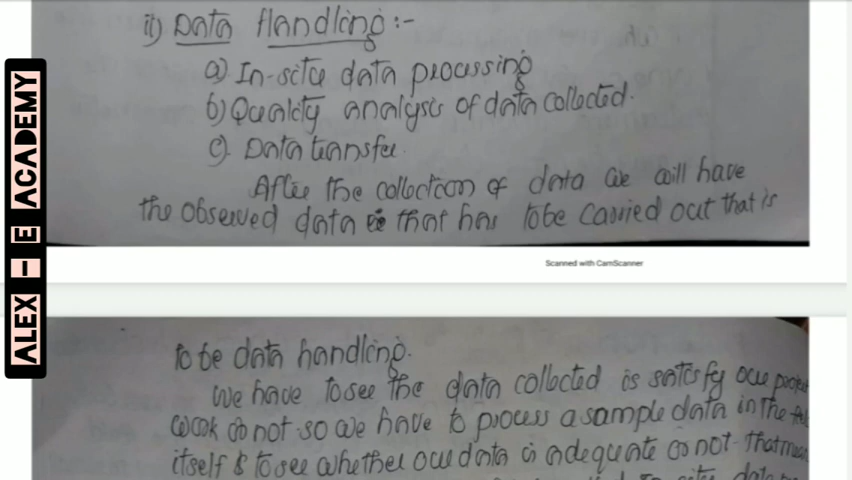 ii) Data Handling :-
a) In-situ data processing
b) Quality analysis of data collected.
c). Data transfer.
After the collection of data we will have
the observed data that has to be carried out that is
Scanned with CamScanner
to be data handling.
We have to see the data collected is satisfy our project
work or not. so we have to process a sample data in the
itself & to see whether our data is adequate or not. that
data
ALEX - E ACADEMY